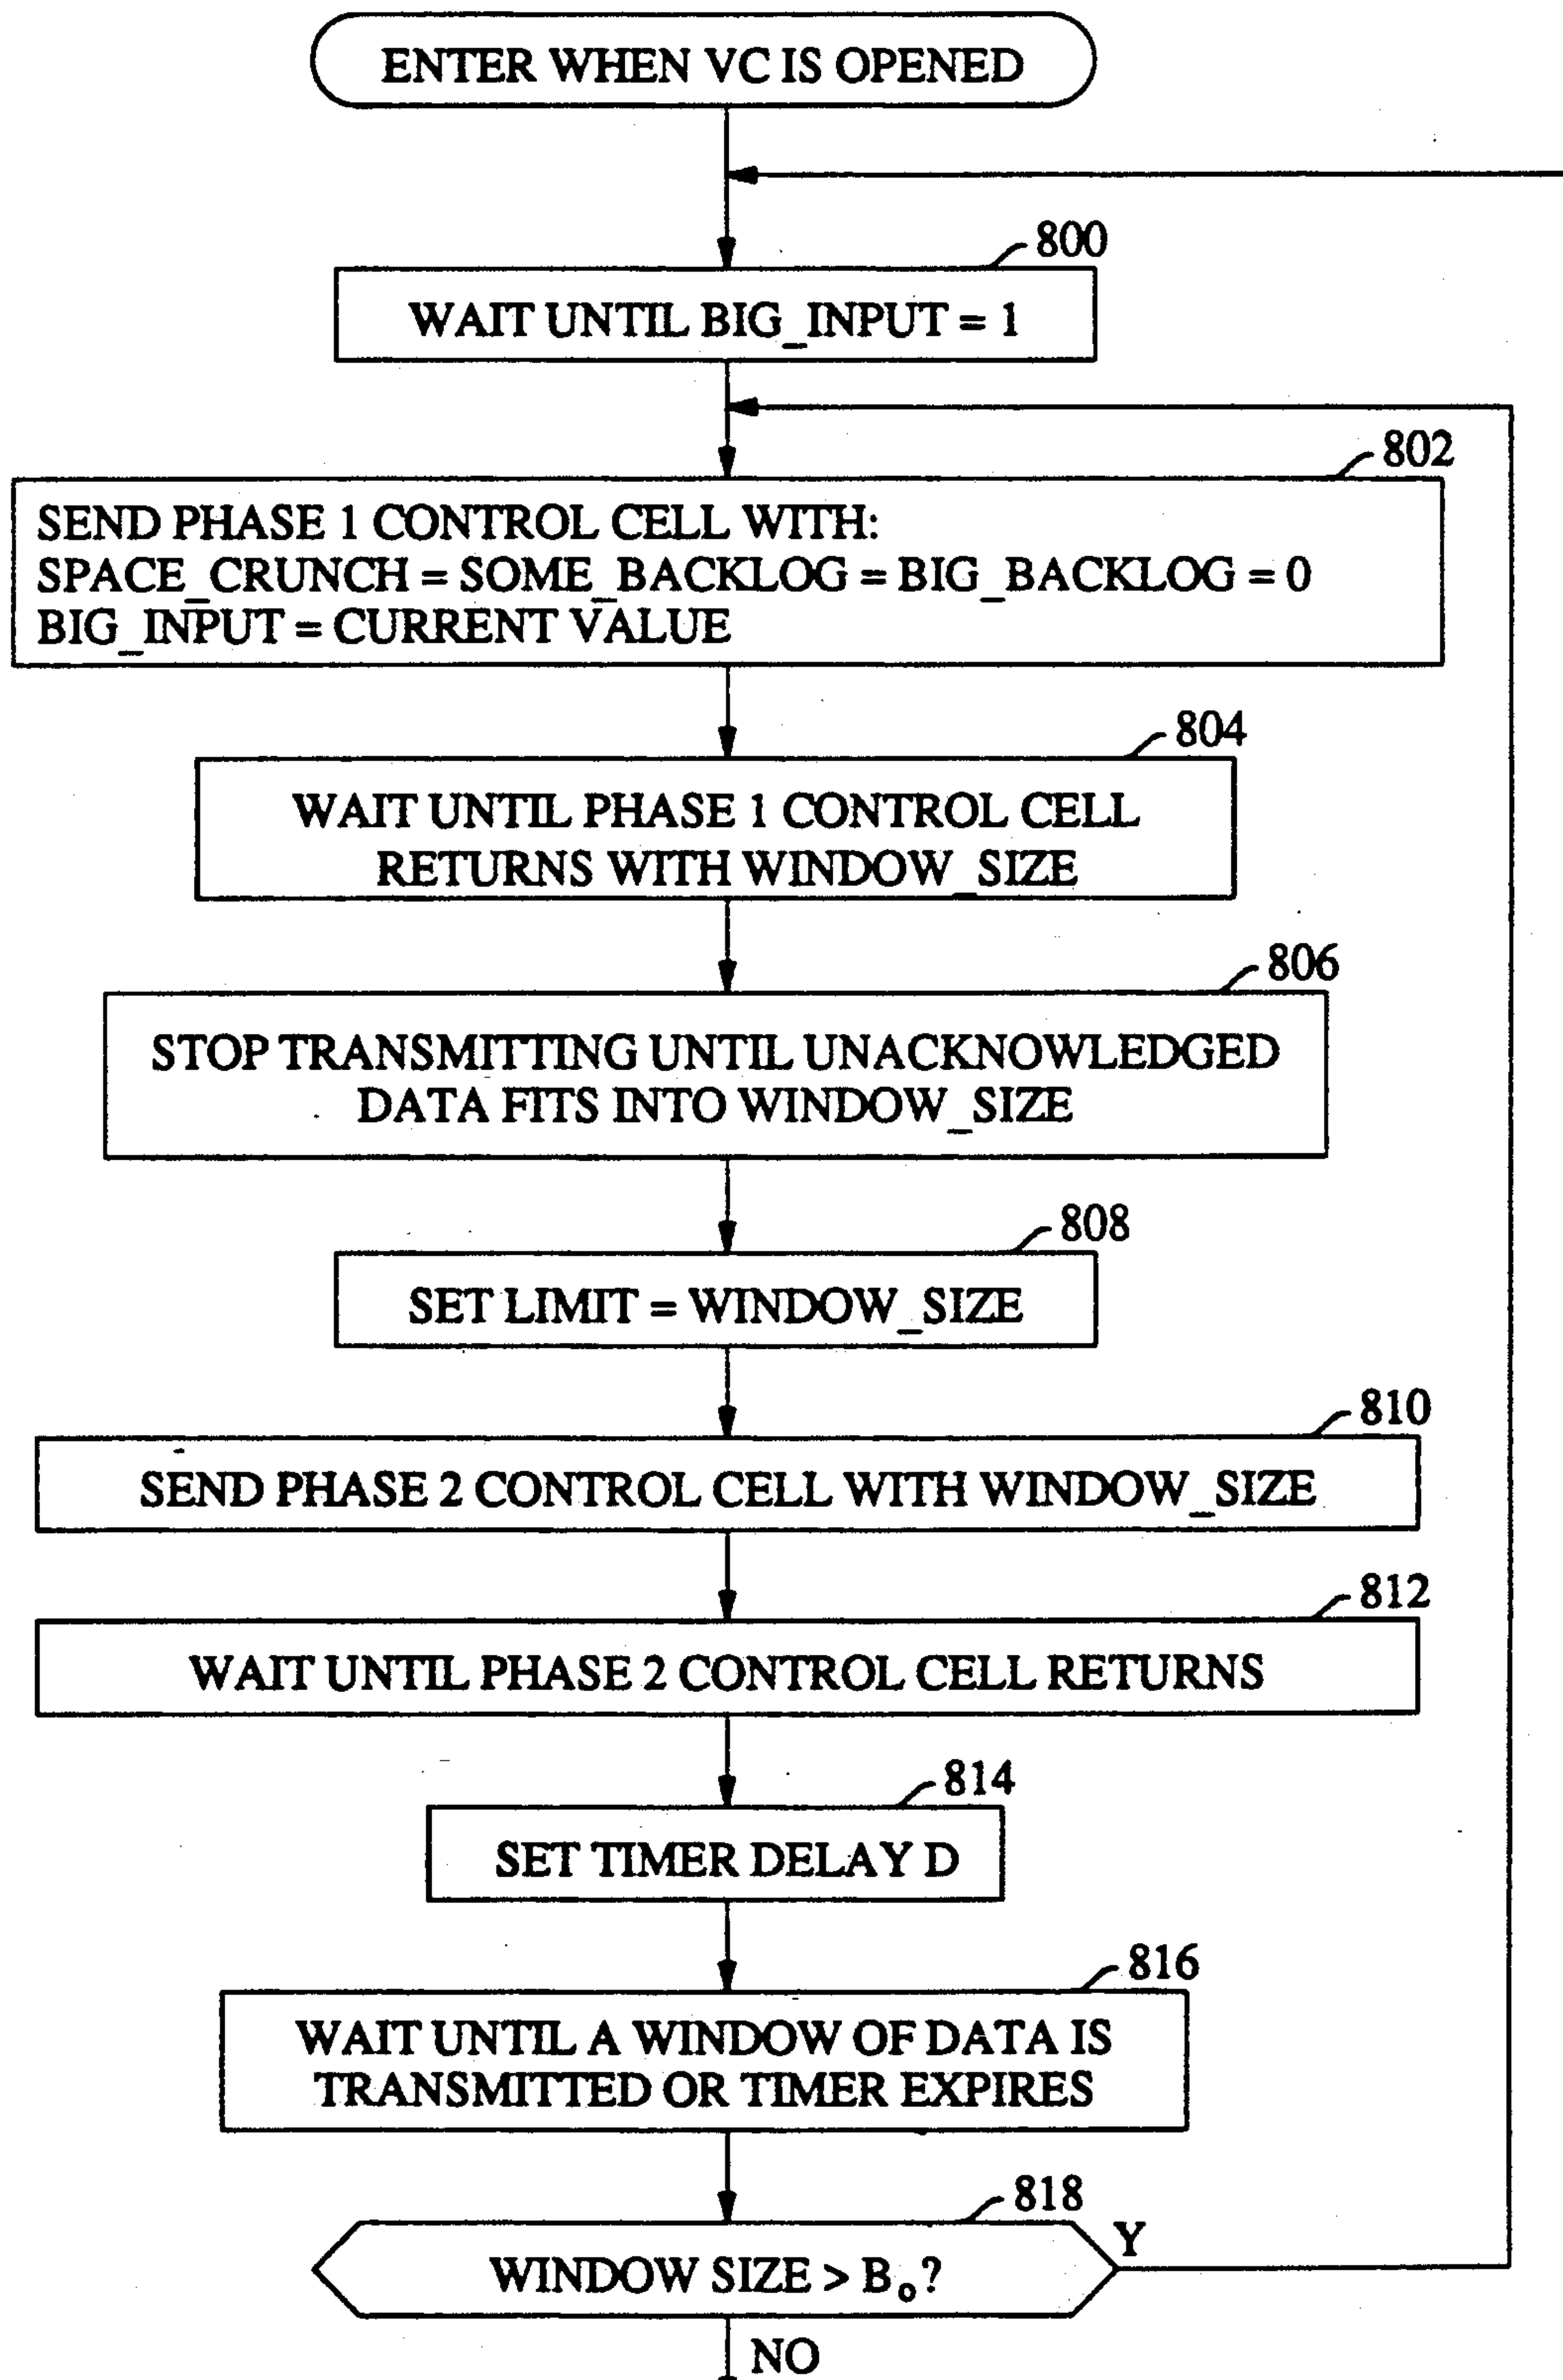 ENTER WHEN VC IS OPENED
800
WAIT UNTIL BIG_INPUT = 1
802
SEND PHASE 1 CONTROL CELL WITH:
SPACE_CRUNCH = SOME_BACKLOG = BIG_BACKLOG = 0
BIG_INPUT = CURRENT VALUE
804
WAIT UNTIL PHASE 1 CONTROL CELL
RETURNS WITH WINDOW_SIZE
806
STOP TRANSMITTING UNTIL UNACKNOWLEDGED
DATA FITS INTO WINDOW_SIZE
808
SET LIMIT = WINDOW_SIZE
810
SEND PHASE 2 CONTROL CELL WITH WINDOW_SIZE
812
WAIT UNTIL PHASE 2 CONTROL CELL RETURNS
814
SET TIMER DELAY D
816
WAIT UNTIL A WINDOW OF DATA IS
TRANSMITTED OR TIMER EXPIRES
818
WINDOW SIZE > B₀?
Y
NO